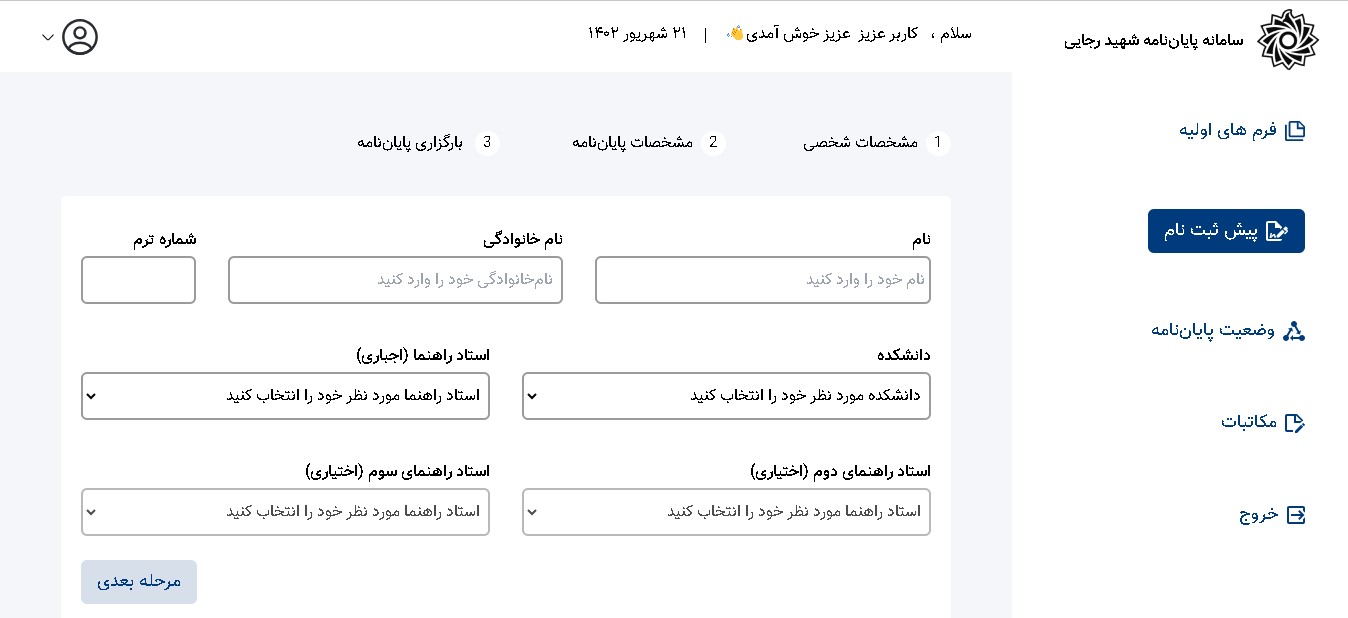 سامانه پایان‌نامه شهید رجایی
سلام ، کاربر عزیز عزیز خوش آمدی👋 | ۲۱ شهریور ۱۴۰۲
فرم های اولیه
پیش ثبت نام
وضعیت پایان‌نامه
مکاتبات
خروج
1 مشخصات شخصی 2 مشخصات پایان‌نامه 3 بارگزاری پایان‌نامه
نام نام خانوادگی شماره ترم
نام خود را وارد کنید نام‌خانوادگی خود را وارد کنید
دانشکده استاد راهنما (اجباری)
دانشکده مورد نظر خود را انتخاب کنید استاد راهنما مورد نظر خود را انتخاب کنید
استاد راهنمای دوم (اختیاری) استاد راهنمای سوم (اختیاری)
استاد راهنما مورد نظر خود را انتخاب کنید استاد راهنما مورد نظر خود را انتخاب کنید
مرحله بعدی